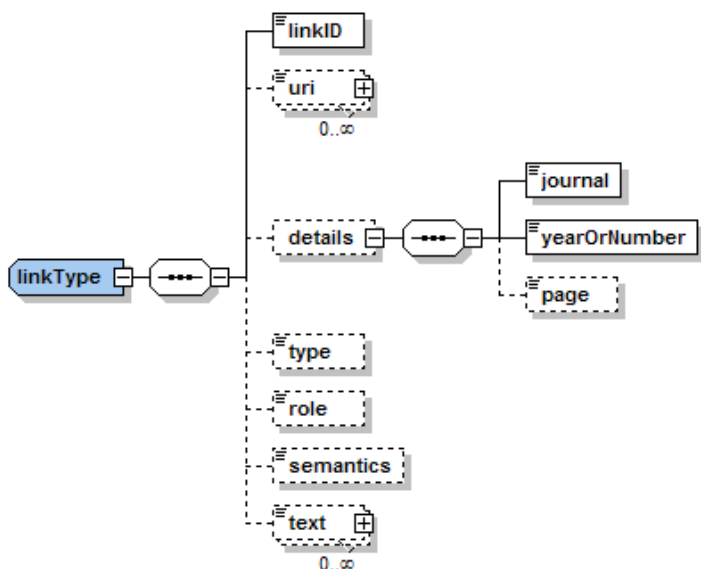 linkID
uri
0..∞
journal
details
yearOrNumber
linkType
page
type
role
semantics
text
0..∞